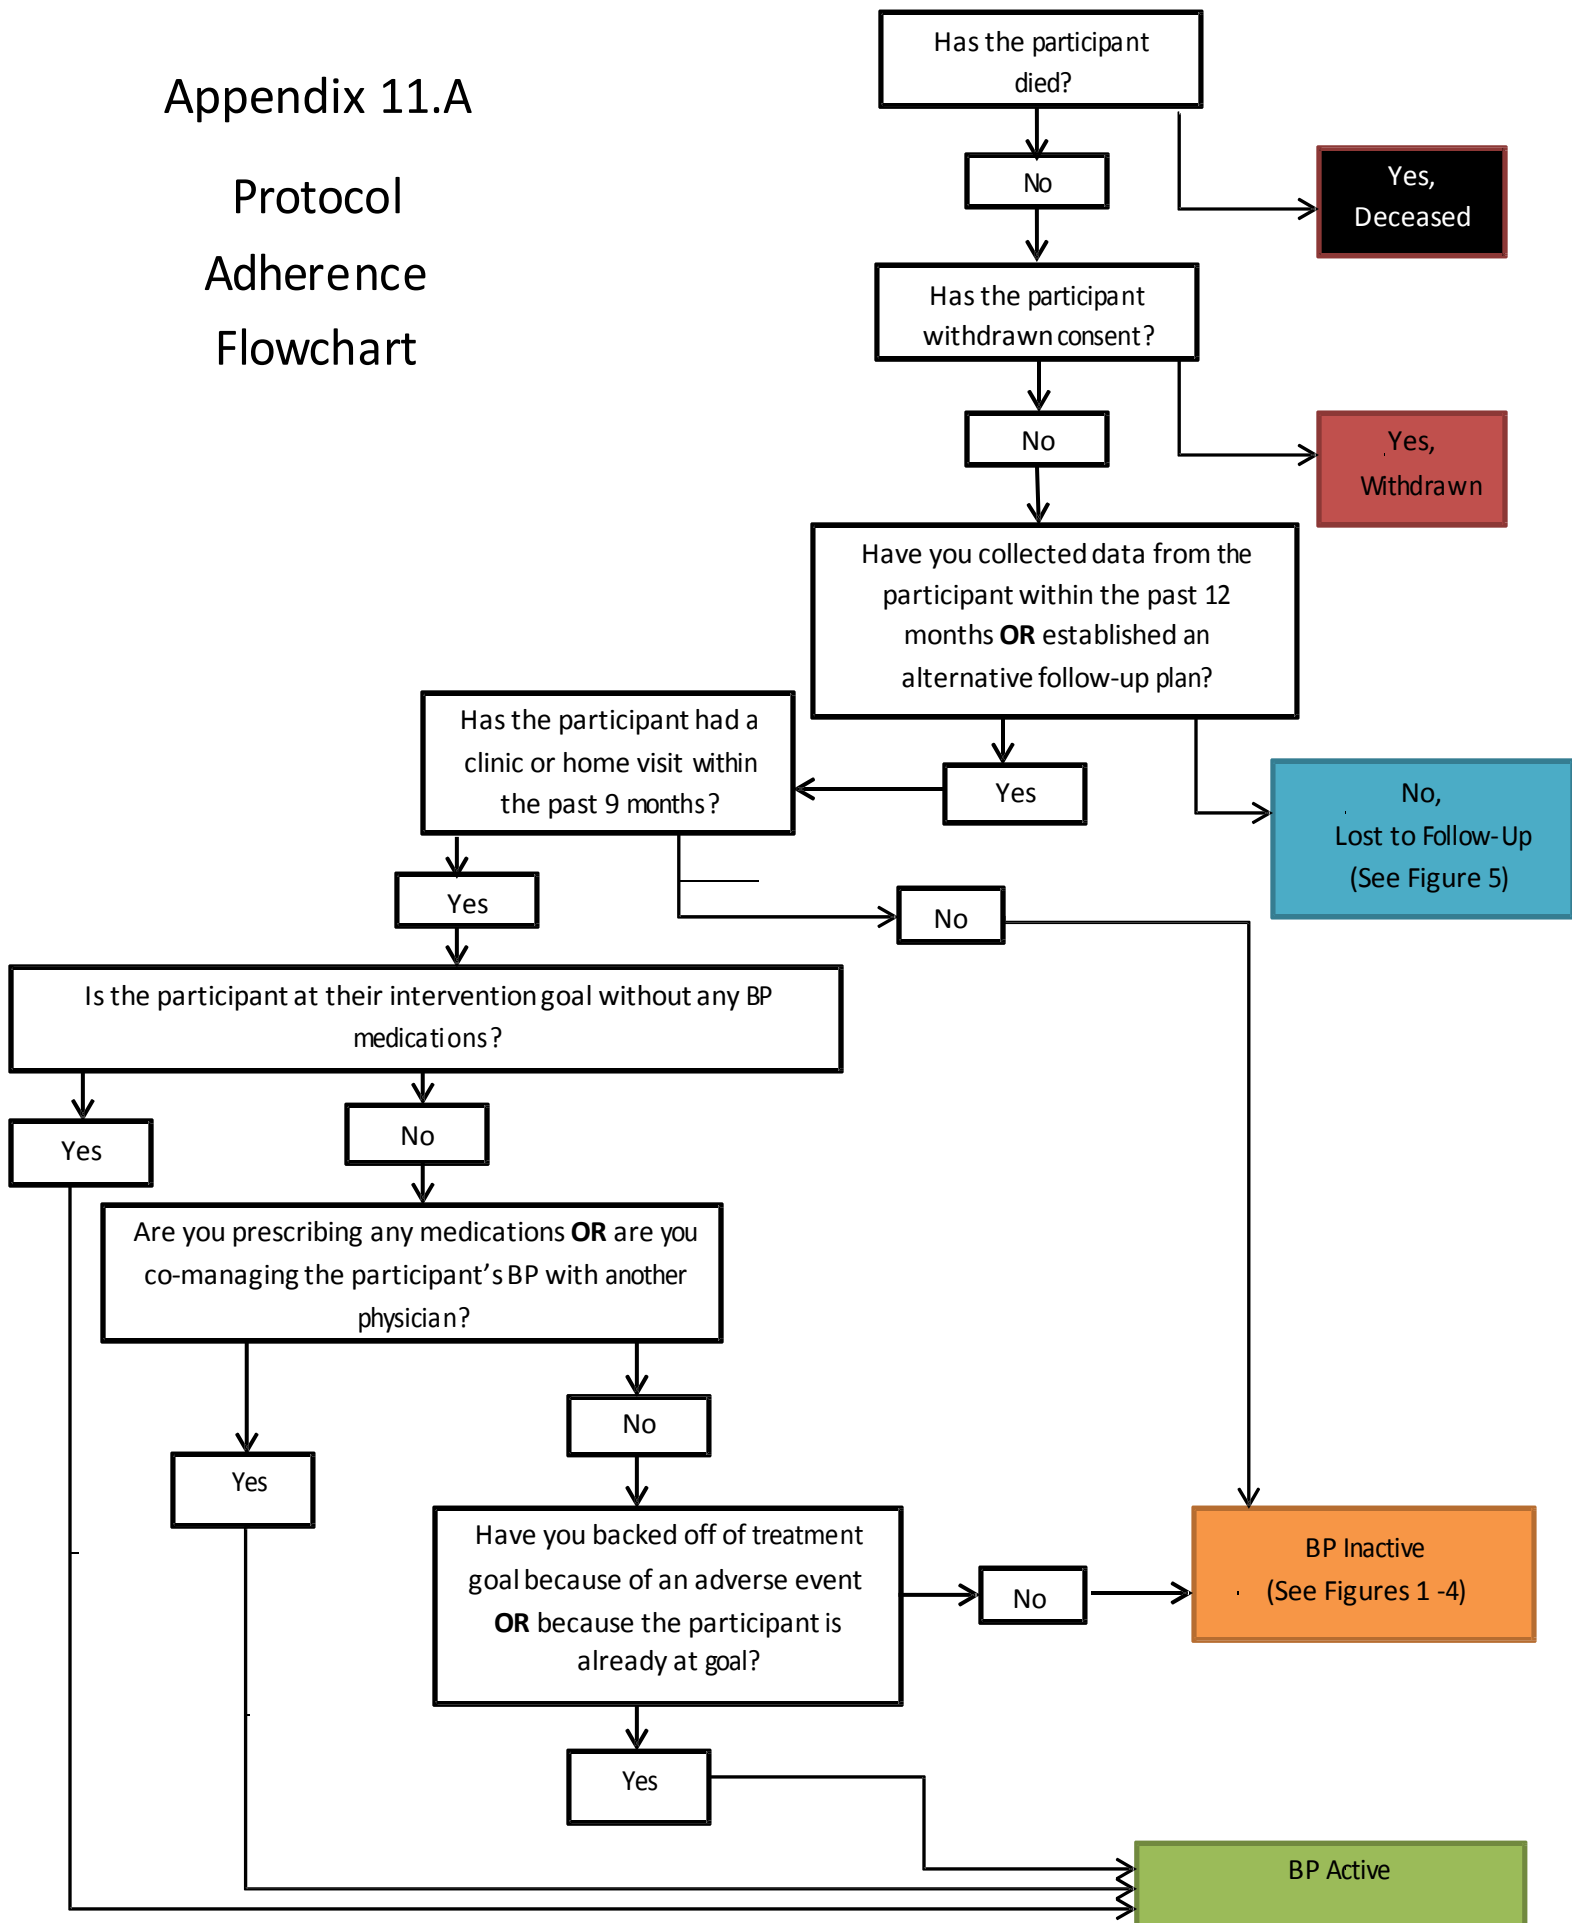 Appendix 11.A
Protocol
Adherence
Flowchart
Has the participant
died?
No
Yes,
Deceased
Has the participant
withdrawn consent?
No
Yes,
Withdrawn
Have you collected data from the
participant within the past 12
months OR established an
alternative follow-up plan?
Has the participant had a
clinic or home visit within
the past 9 months?
Yes
No,
Lost to Follow-Up
(See Figure 5)
Yes
No
Is the participant at their intervention goal without any BP
medications?
Yes
No
Are you prescribing any medications OR are you
co-managing the participant’s BP with another
physician?
No
Yes
Have you backed off of treatment
goal because of an adverse event
OR because the participant is
already at goal?
No
BP Inactive
(See Figures 1 -4)
Yes
BP Active